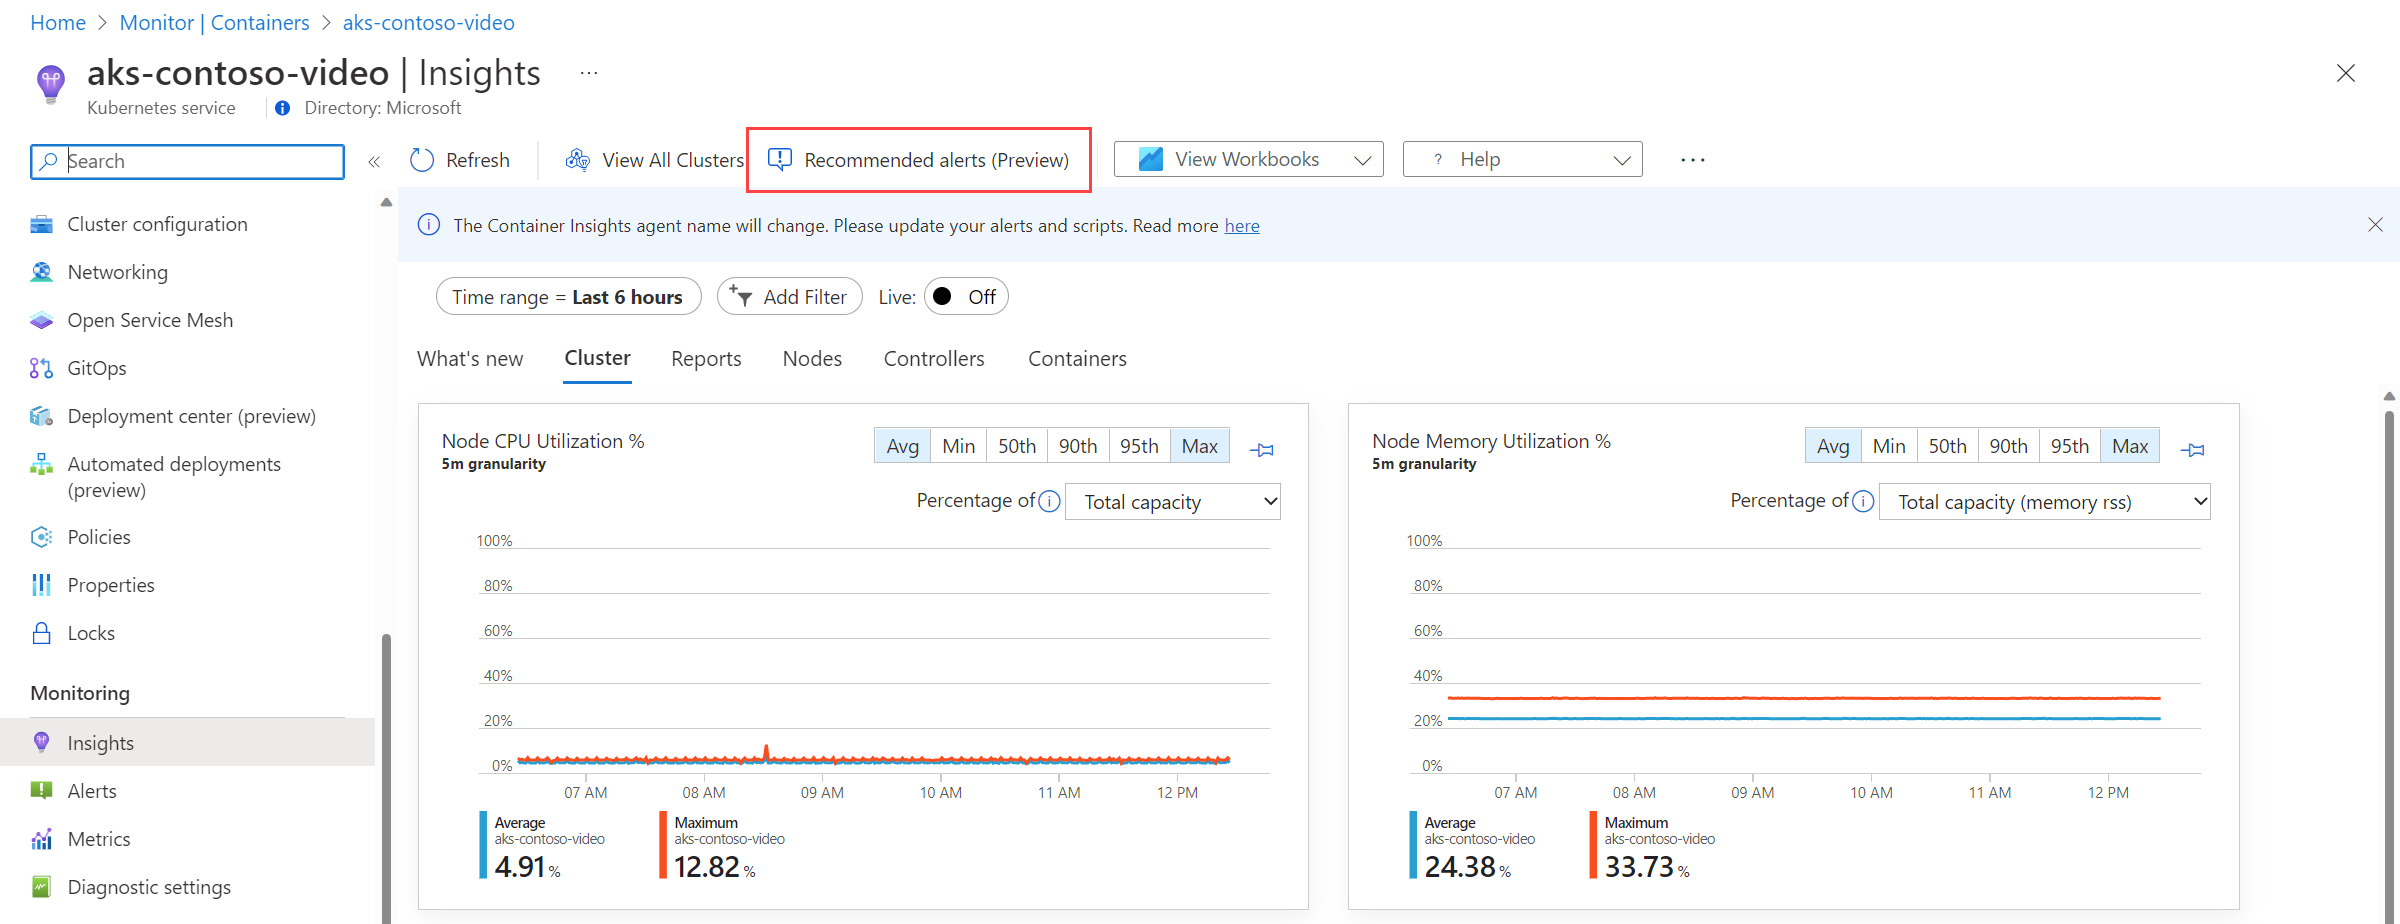 Home > Monitor | Containers > aks-contoso-video
aks-contoso-video | Insights ...
Kubernetes service
Directory: Microsoft
Search
«
Refresh
View All Clusters
Recommended alerts (Preview)
View Workbooks
? Help
...
Cluster configuration
Networking
Open Service Mesh
GitOps
Deployment center (preview)
Automated deployments
(preview)
Policies
Properties
Locks
Monitoring
Insights
Alerts
Metrics
Diagnostic settings
The Container Insights agent name will change. Please update your alerts and scripts. Read more here
Time range = Last 6 hours
Add Filter
Live: Off
What's new
Cluster
Reports
Nodes
Controllers
Containers
Node CPU Utilization %
5m granularity
Avg Min 50th 90th 95th Max
Percentage of Total capacity
100%
80%
60%
40%
20%
0%
07 AM 08 AM 09 AM 10 AM 11 AM 12 PM
Average
aks-contoso-video
4.91 %
Maximum
aks-contoso-video
12.82 %
Node Memory Utilization %
5m granularity
Avg Min 50th 90th 95th Max
Percentage of Total capacity (memory rss)
100%
80%
60%
40%
20%
0%
07 AM 08 AM 09 AM 10 AM 11 AM 12 PM
Average
aks-contoso-video
24.38 %
Maximum
aks-contoso-video
33.73 %